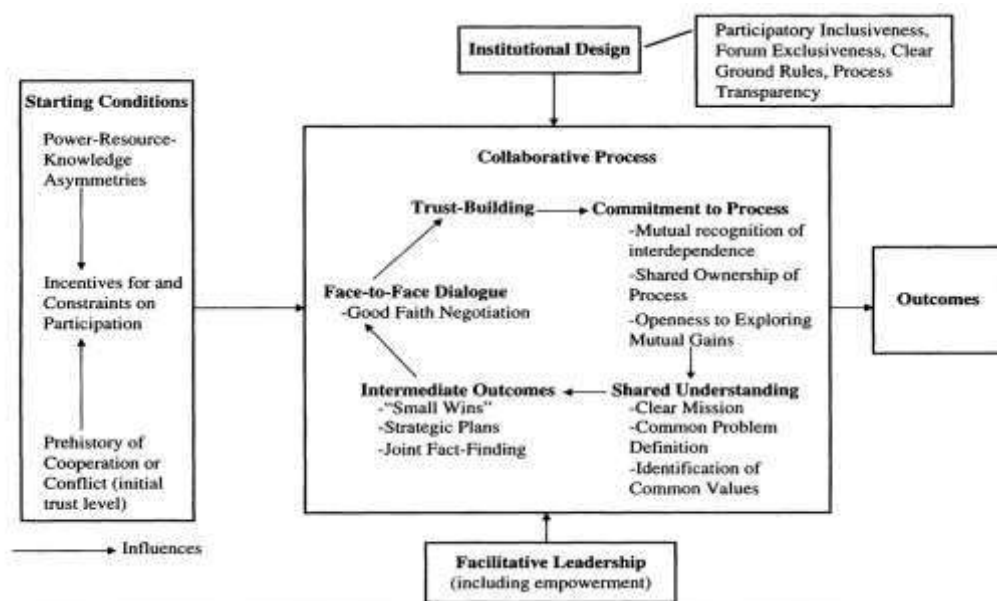 Institutional Design
Participatory Inclusiveness,
Forum Exclusiveness, Clear
Ground Rules, Process
Transparency
Starting Conditions
Power-Resource-
Knowledge
Asymmetries
Incentives for and
Constraints on
Participation
Prehistory of
Cooperation or
Conflict (initial
trust level)
Influences
Collaborative Process
Trust-Building
Commitment to Process
-Mutual recognition of
interdependence
-Shared Ownership of
Process
-Openness to Exploring
Mutual Gains
Face-to-Face Dialogue
-Good Faith Negotiation
Intermediate Outcomes
-"Small Wins"
-Strategic Plans
-Joint Fact-Finding
Shared Understanding
-Clear Mission
-Common Problem
Definition
-Identification of
Common Values
Outcomes
Facilitative Leadership
(including empowerment)